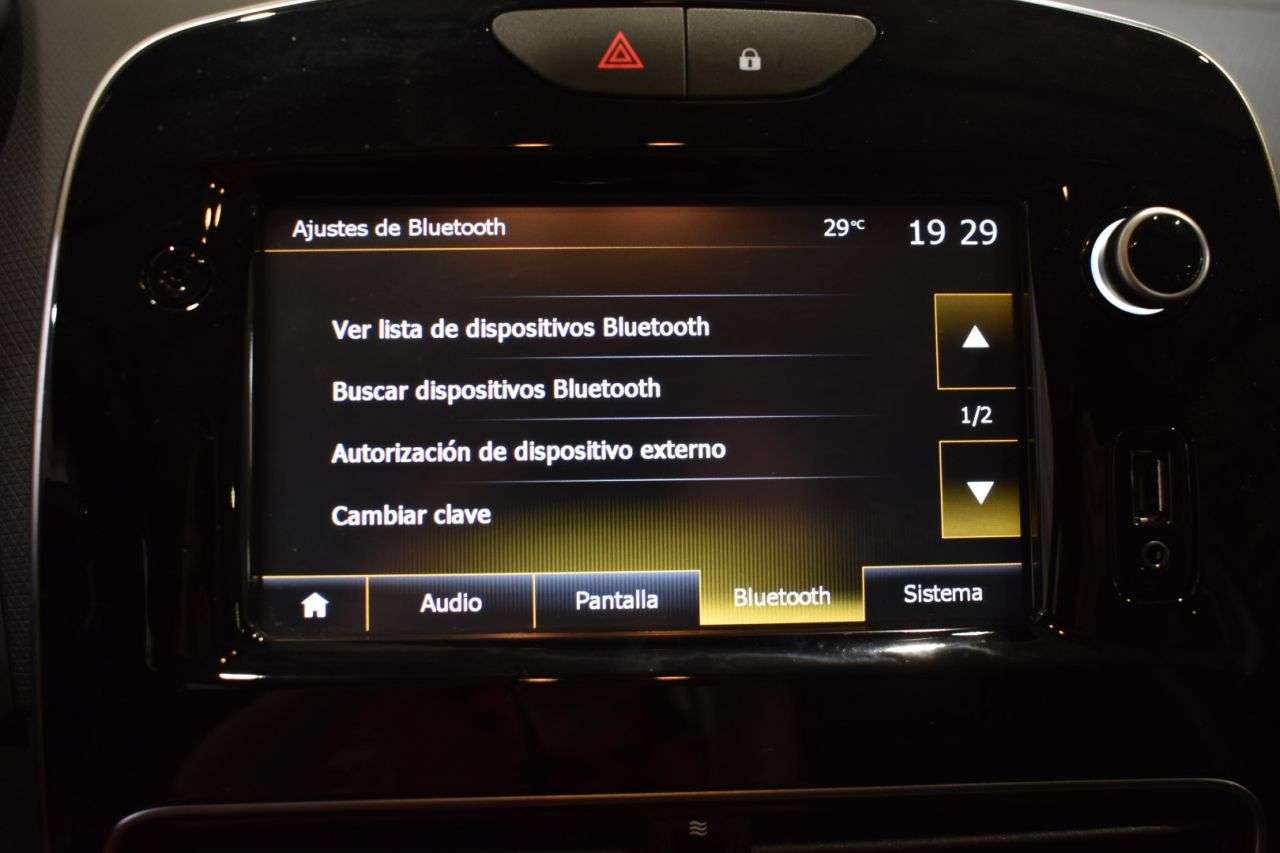 Ajustes de Bluetooth 29°C 19 29
Ver lista de dispositivos Bluetooth
Buscar dispositivos Bluetooth
1/2
Autorización de dispositivo externo
Cambiar clave
Audio Pantalla Bluetooth Sistema